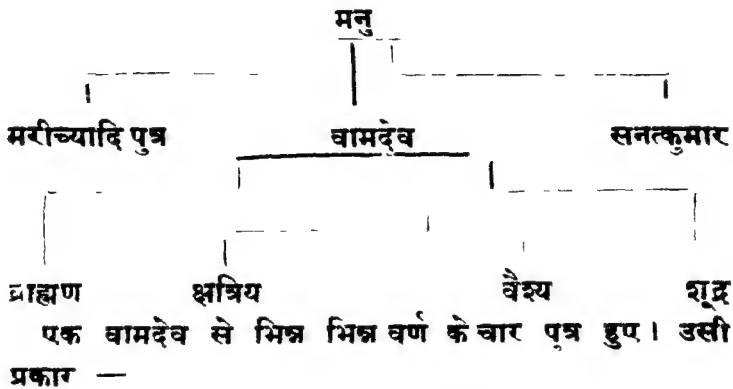 मनु
मरीच्यादि पुत्र वामदेव सनत्कुमार
ब्राह्मण क्षत्रिय वैश्य शूद्र
एक वामदेव से भिन्न भिन्न वर्ण के चार पुत्र हुए। उसी
प्रकार —